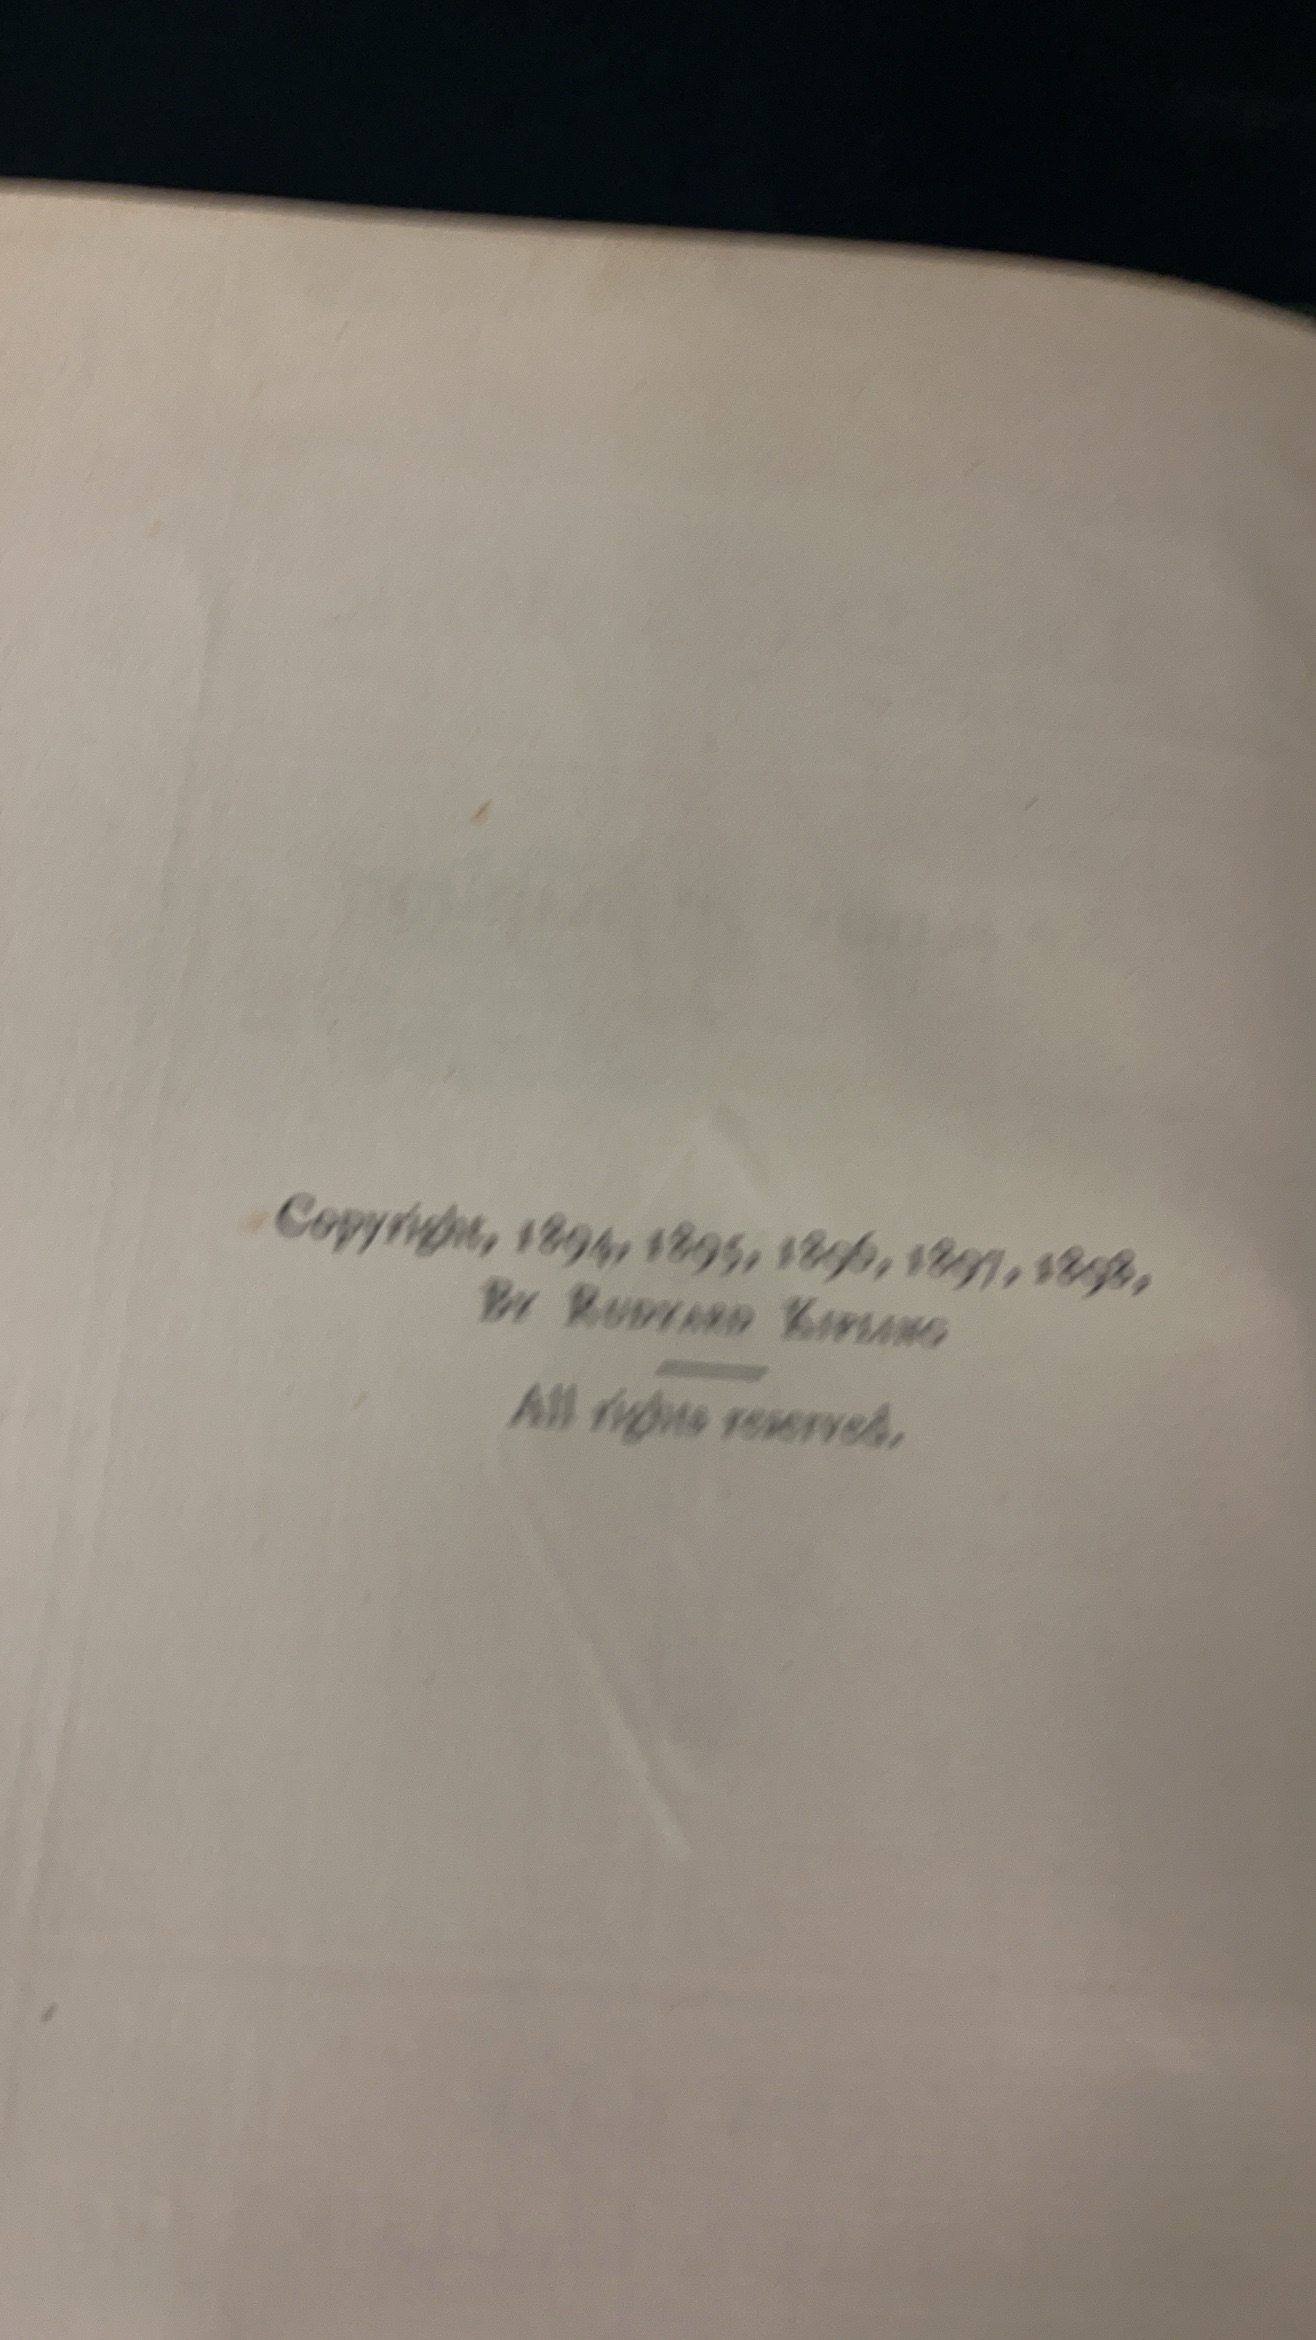 Copyright, 1894, 1895, 1896, 1897, 1898,
By Rudyard Kipling
All rights reserved.